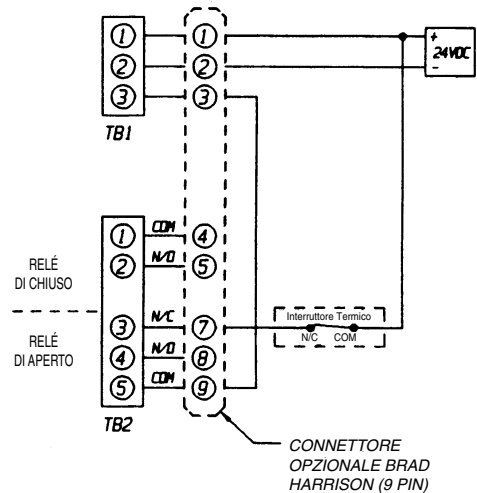 1 1 +
2 2 24VDC
3 3 -
TB1
COM
1 4
N/O
2 5
RELÉ
DI CHIUSO
N/C
3 7
RELÉ
DI APERTO
N/O
4 8
COM
5 9
TB2
Interruttore Termico
N/C COM
CONNETTORE
OPZIONALE BRAD
HARRISON (9 PIN)